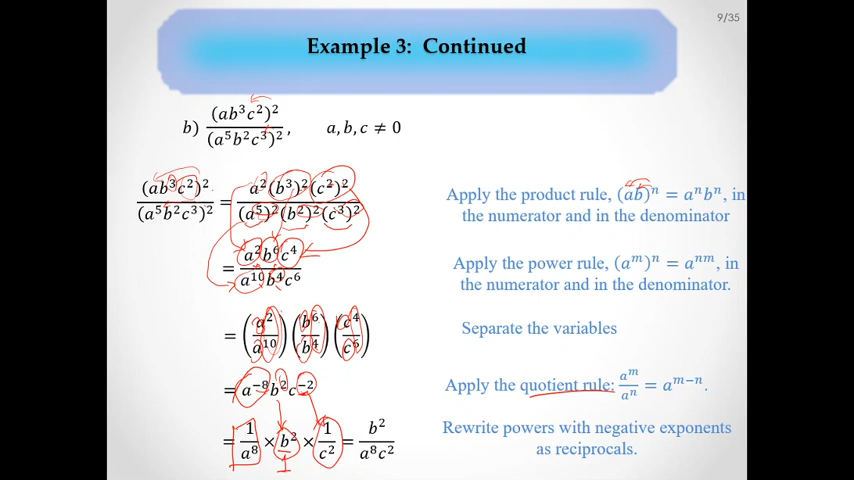 9/35
Example 3: Continued
b) (ab³c²)² / (a⁵b²c³)², a, b, c ≠ 0
(ab³c²)² / (a⁵b²c³)² = a²(b³)²(c²)² / (a⁵)²(b²)²(c³)²
Apply the product rule, (ab)ⁿ = aⁿbⁿ, in
the numerator and in the denominator
= a²b⁶c⁴ / a¹⁰b⁴c⁶
Apply the power rule, (aᵐ)ⁿ = aⁿᵐ, in
the numerator and in the denominator.
= (a²/a¹⁰)(b⁶/b⁴)(c⁴/c⁶)
Separate the variables
= a⁻⁸b²c⁻²
Apply the quotient rule: aᵐ/aⁿ = aᵐ⁻ⁿ.
= 1/a⁸ × b² × 1/c² = b²/a⁸c²
1
Rewrite powers with negative exponents
as reciprocals.